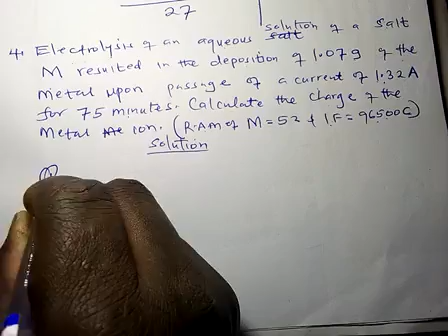 27
4. Electrolysis of an aqueous solution of a salt
M resulted in the deposition of 1.07g of the
metal upon passage of a current of 1.32A
for 75 minutes. Calculate the charge of the
Metal ion. (R.A.M of M = 52 & 1F = 96500C)
Solution
Q